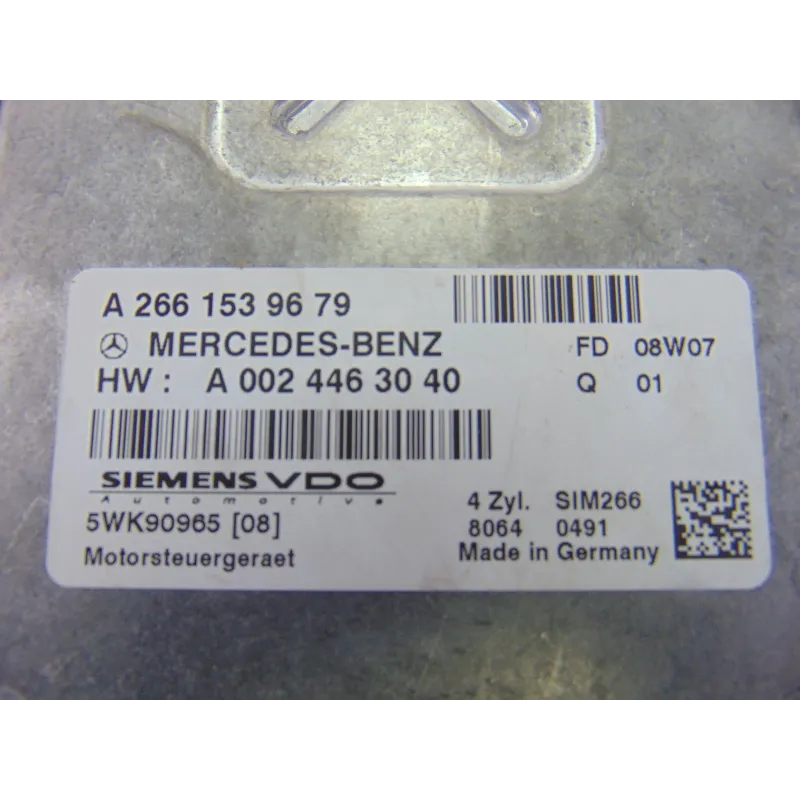 A 266 153 96 79
MERCEDES-BENZ FD 08W07
HW : A 002 446 30 40 Q 01
SIEMENS VDO
Automotive
4 Zyl. SIM266
5WK90965 [08] 8064 0491
Motorsteuergeraet Made in Germany